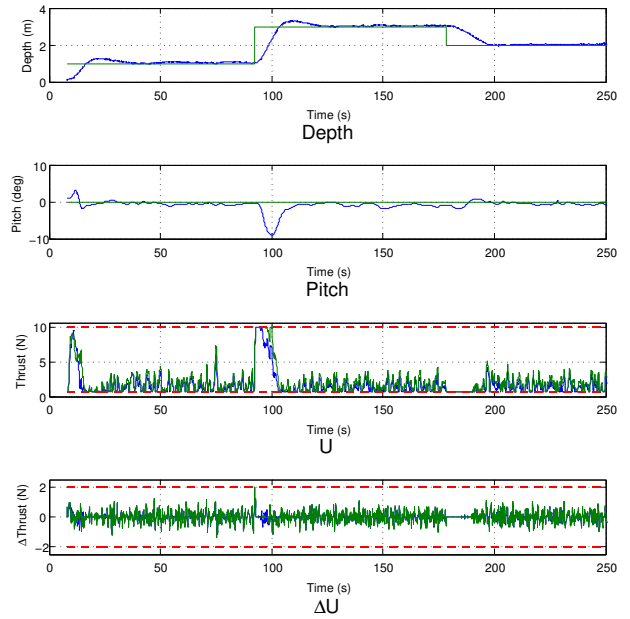 4
2
0
Depth (m)
0 50 100 150 200 250
Time (s)
Depth
10
0
−10
Pitch (deg)
0 50 100 150 200 250
Time (s)
Pitch
10
5
0
Thrust (N)
0 50 100 150 200 250
Time (s)
U
2
0
−2
Δ Thrust (N)
0 50 100 150 200 250
Time (s)
ΔU